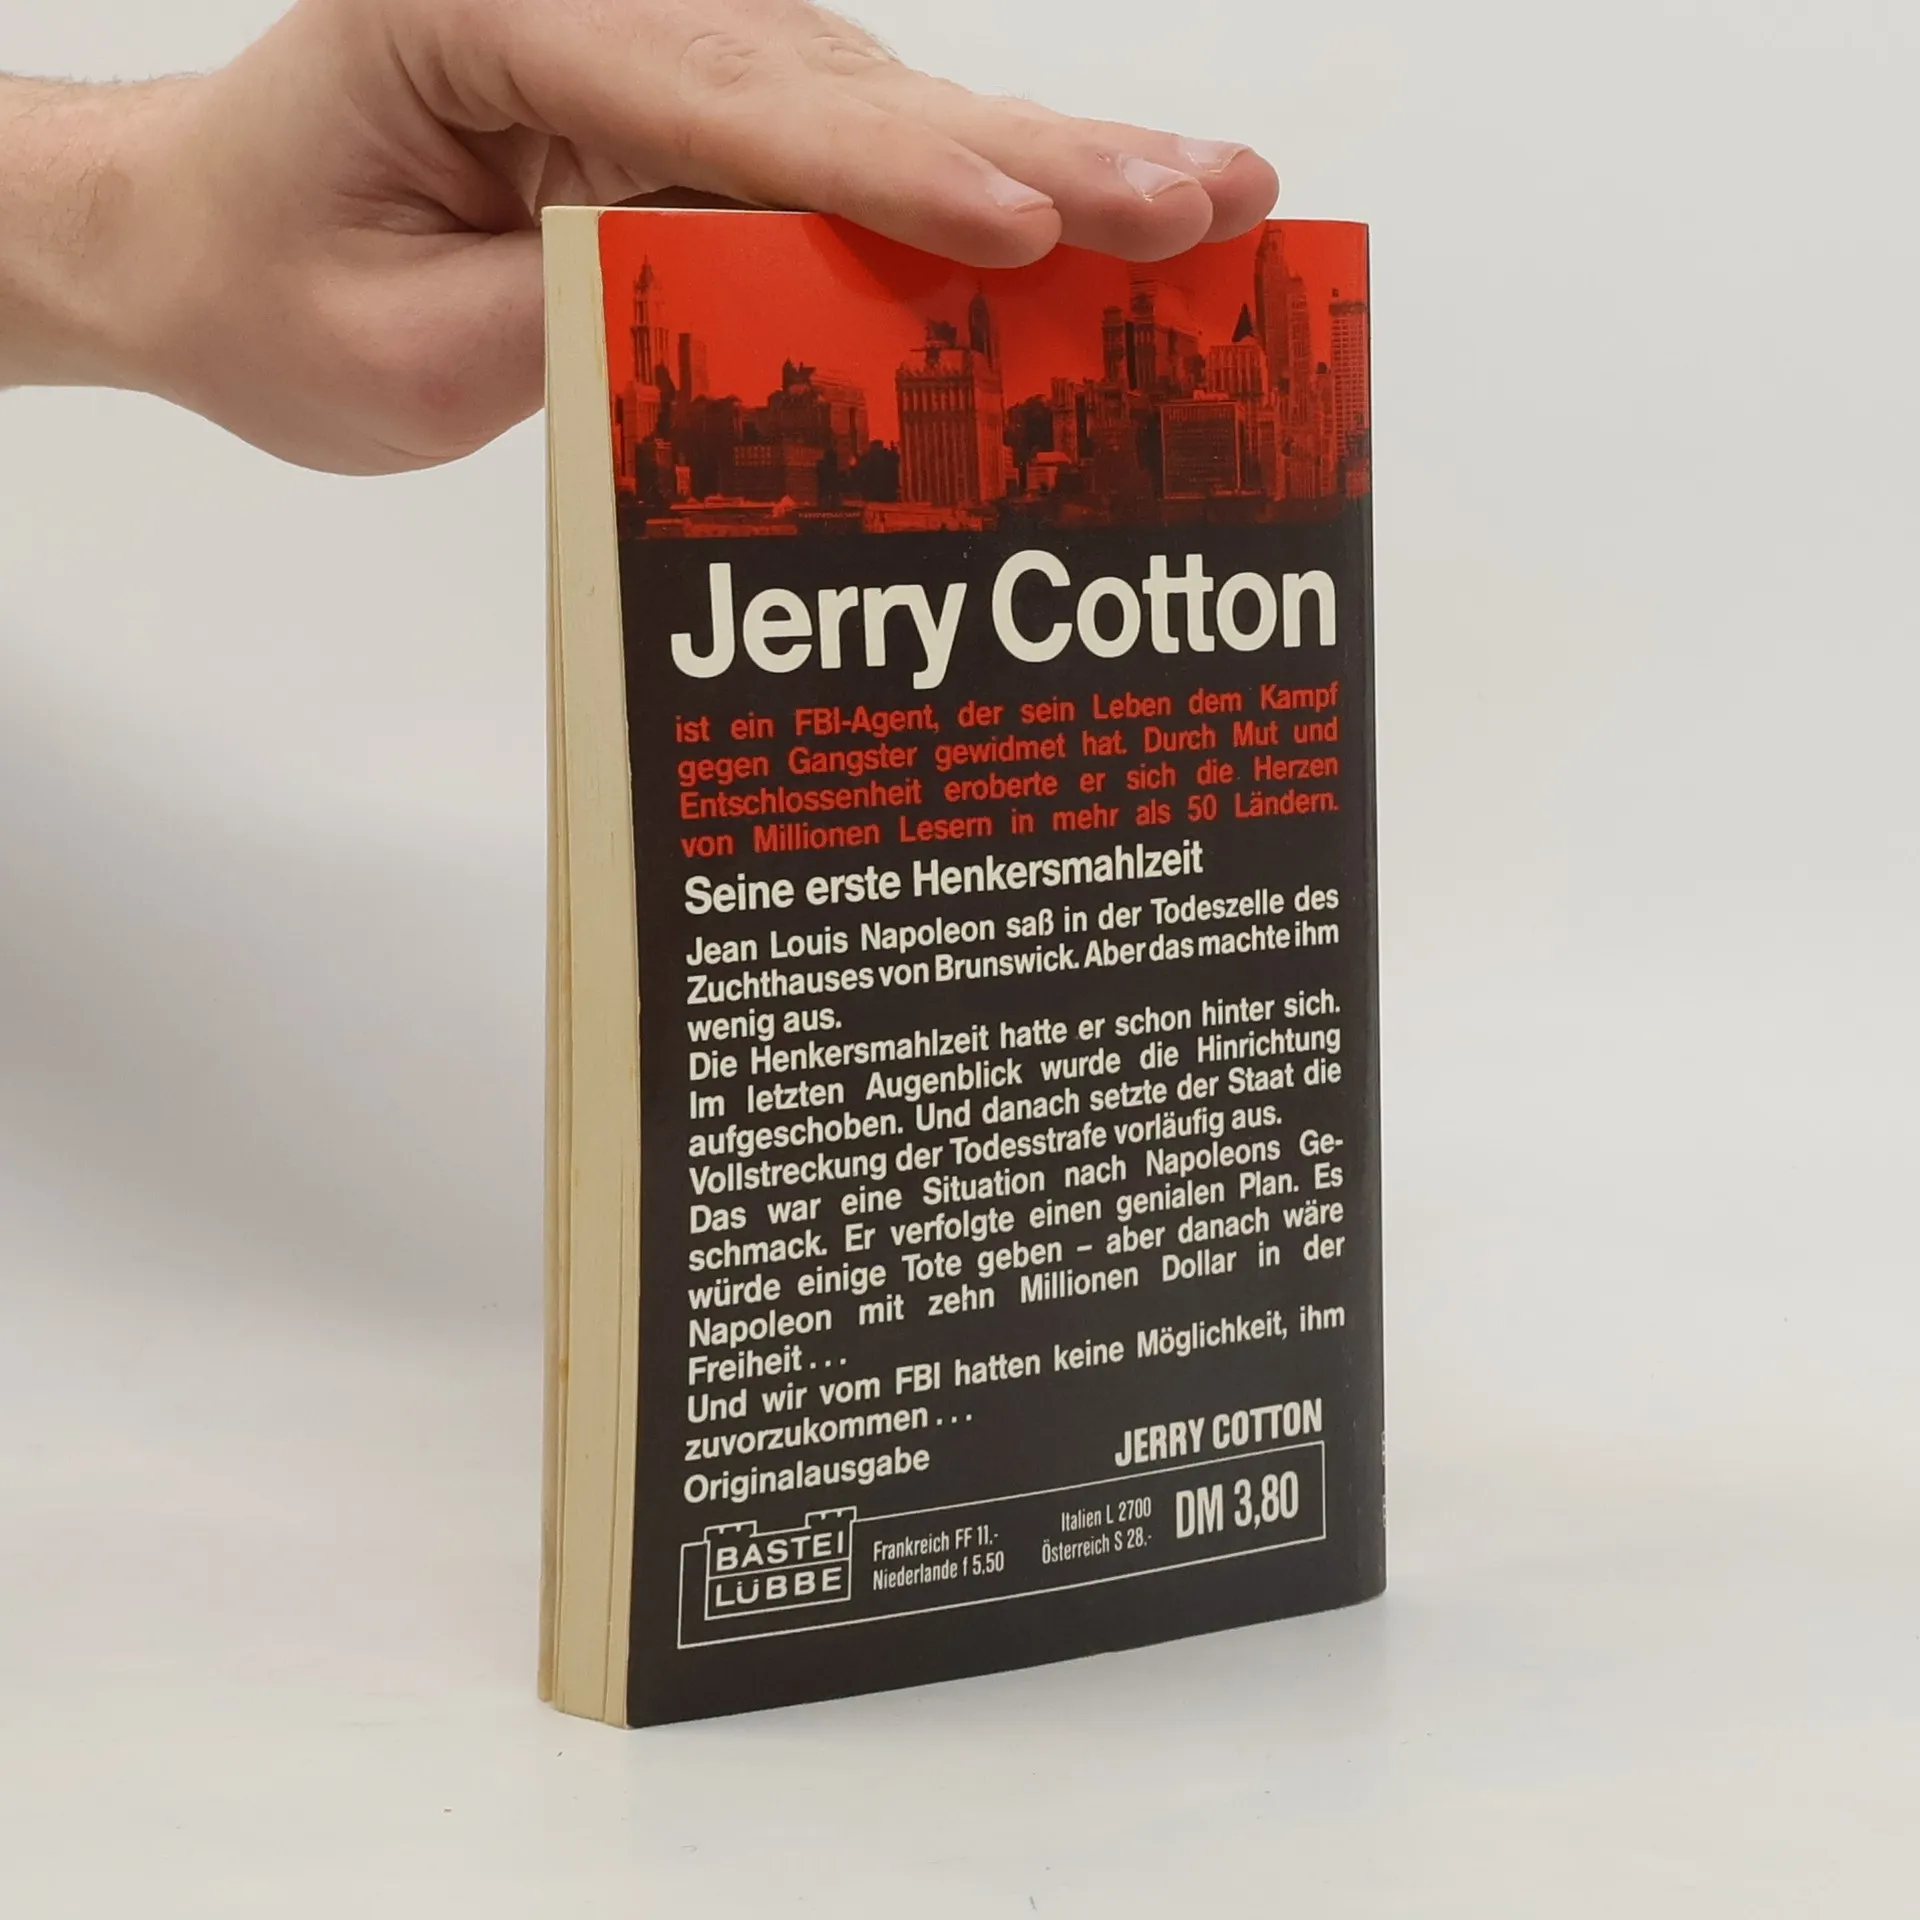 Jerry Cotton
ist ein FBI-Agent, der sein Leben dem Kampf
gegen Gangster gewidmet hat. Durch Mut und
Entschlossenheit eroberte er sich die Herzen
von Millionen Lesern in mehr als 50 Ländern.
Seine erste Henkersmahlzeit
Jean Louis Napoleon saß in der Todeszelle des
Zuchthauses von Brunswick. Aber das machte ihm
wenig aus.
Die Henkersmahlzeit hatte er schon hinter sich.
Im letzten Augenblick wurde die Hinrichtung
aufgeschoben. Und danach setzte der Staat die
Vollstreckung der Todesstrafe vorläufig aus.
Das war eine Situation nach Napoleons Ge-
schmack. Er verfolgte einen genialen Plan. Es
würde einige Tote geben – aber danach wäre
Napoleon mit zehn Millionen Dollar in der
Freiheit...
Und wir vom FBI hatten keine Möglichkeit, ihm
zuvorzukommen...
Originalausgabe
JERRY COTTON
BASTEI
LÜBBE
Frankreich FF 11,-
Niederlande f 5,50
Italien L 2700
Österreich S 28.-
DM 3,80